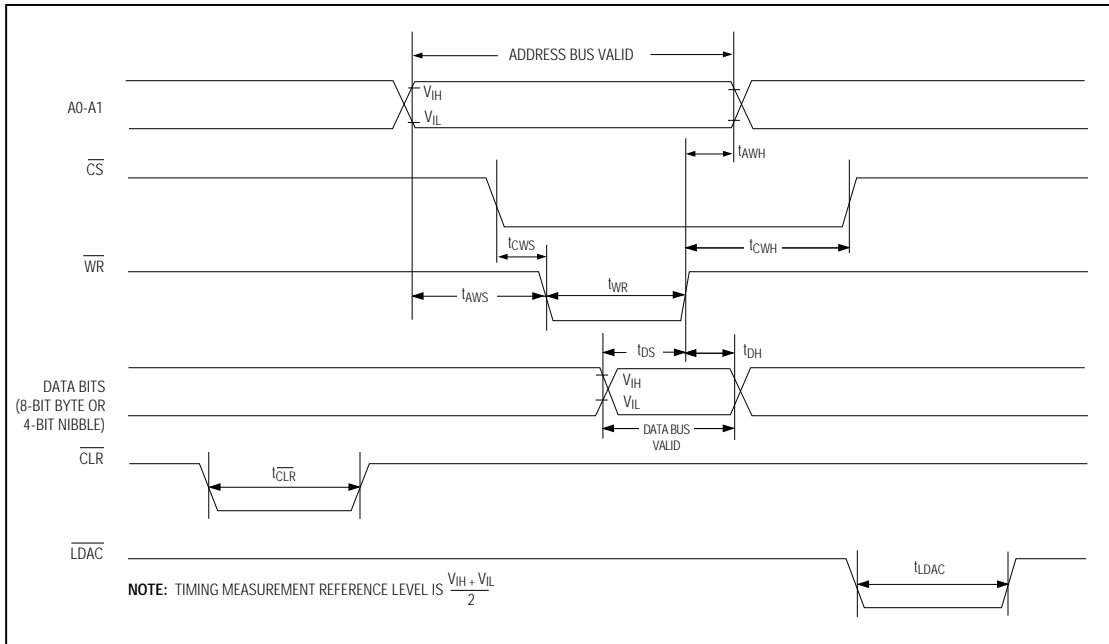 ADDRESS BUS VALID
A0-A1
VIH
VIL
tAWH
CS
tCWS
tCWH
WR
tAWS
tWR
tDS
tDH
DATA BITS
(8-BIT BYTE OR
4-BIT NIBBLE)
VIH
VIL
DATA BUS
VALID
CLR
tCLR
LDAC
tLDAC
NOTE: TIMING MEASUREMENT REFERENCE LEVEL IS VIH + VIL
2